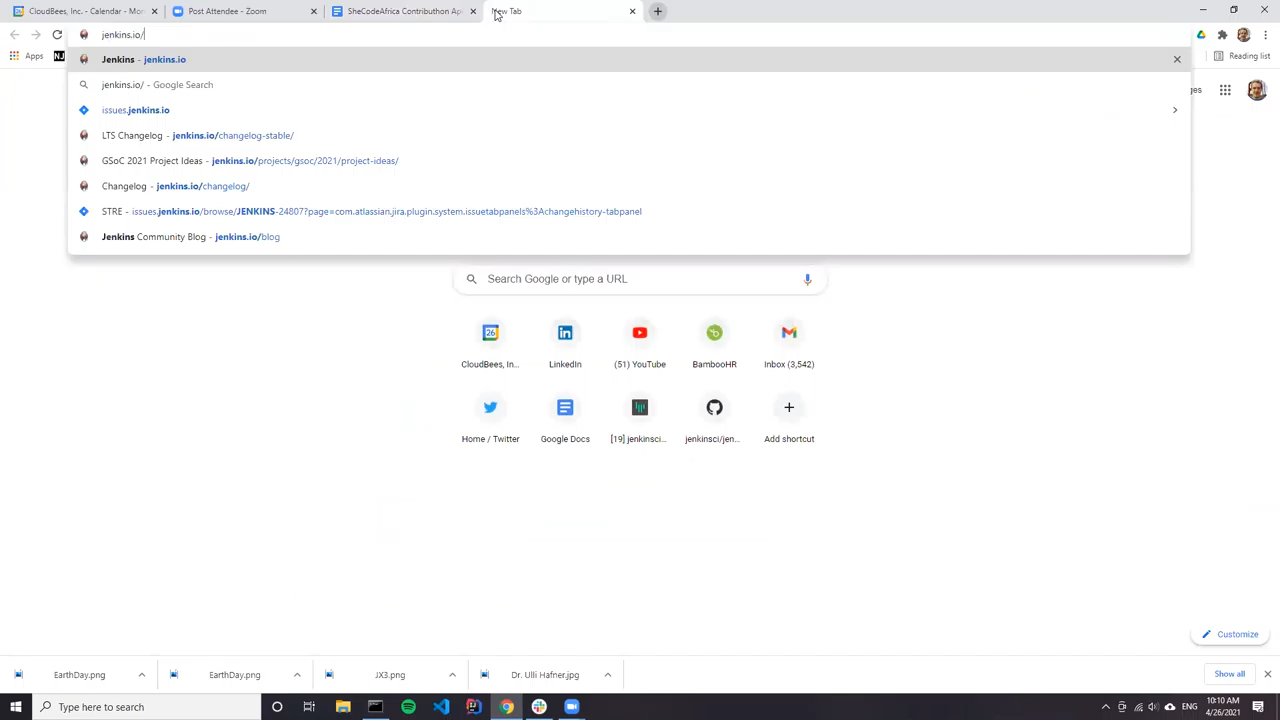 CloudBees, Inc. - Calendar - Mor
Post Attendee - Zoom
SheCodeAfrica Contributhon Ap
New Tab
jenkins.io/
Apps
NJ
Reading list
Jenkins - jenkins.io
jenkins.io/ - Google Search
issues.jenkins.io
LTS Changelog - jenkins.io/changelog-stable/
GSoC 2021 Project Ideas - jenkins.io/projects/gsoc/2021/project-ideas/
Changelog - jenkins.io/changelog/
STRE - issues.jenkins.io/browse/JENKINS-24807?page=com.atlassian.jira.plugin.system.issuetabpanels%3Achangehistory-tabpanel
Jenkins Community Blog - jenkins.io/blog
Search Google or type a URL
26
CloudBees, In...
LinkedIn
(51) YouTube
BambooHR
Inbox (3,542)
Home / Twitter
Google Docs
[19] jenkinsci...
jenkinsci/jen...
Add shortcut
Customize
EarthDay.png
EarthDay.png
JX3.png
Dr. Ulli Hafner.jpg
Show all
Type here to search
ENG
10:10 AM
4/26/2021